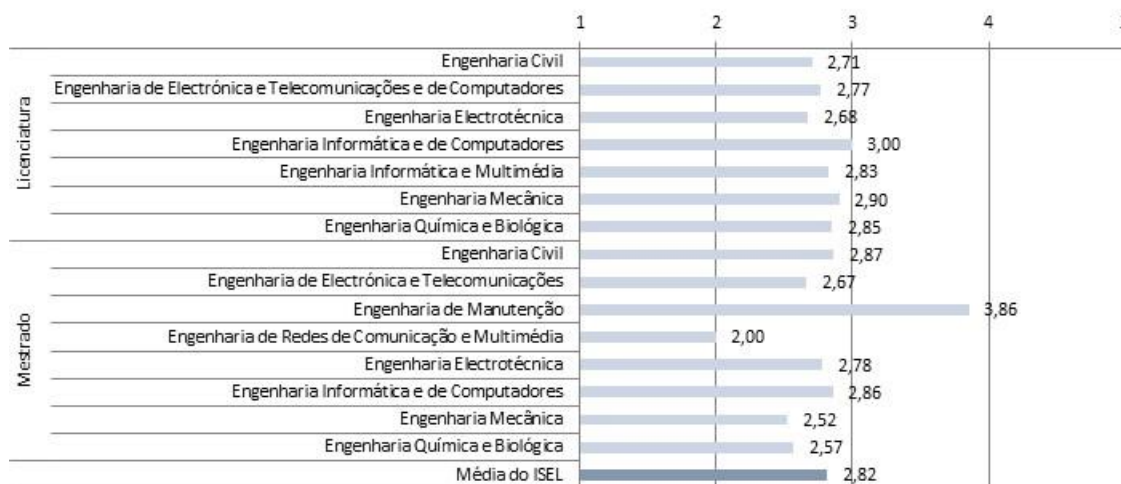 1 2 3 4
Licenciatura
Engenharia Civil 2,71
Engenharia de Electrónica e Telecomunicações e de Computadores 2,77
Engenharia Electrotécnica 2,68
Engenharia Informática e de Computadores 3,00
Engenharia Informática e Multimédia 2,83
Engenharia Mecânica 2,90
Engenharia Química e Biológica 2,85
Mestrado
Engenharia Civil 2,87
Engenharia de Electrónica e Telecomunicações 2,67
Engenharia de Manutenção 3,86
Engenharia de Redes de Comunicação e Multimédia 2,00
Engenharia Electrotécnica 2,78
Engenharia Informática e de Computadores 2,86
Engenharia Mecânica 2,52
Engenharia Química e Biológica 2,57
Média do ISEL 2,82